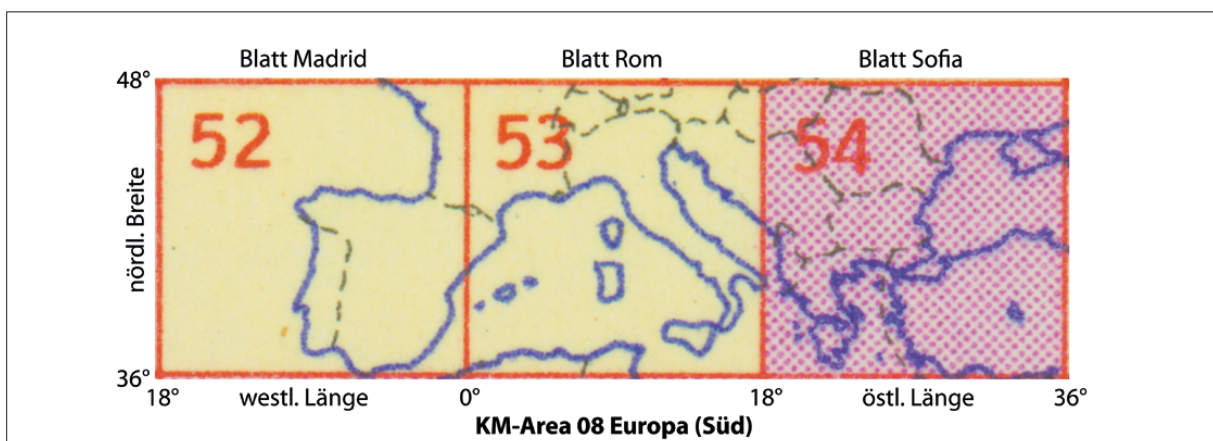 Blatt Madrid Blatt Rom Blatt Sofia
48°
52 53 54
nördl. Breite
36°
18° westl. Länge 0° 18° östl. Länge 36°
KM-Area 08 Europa (Süd)